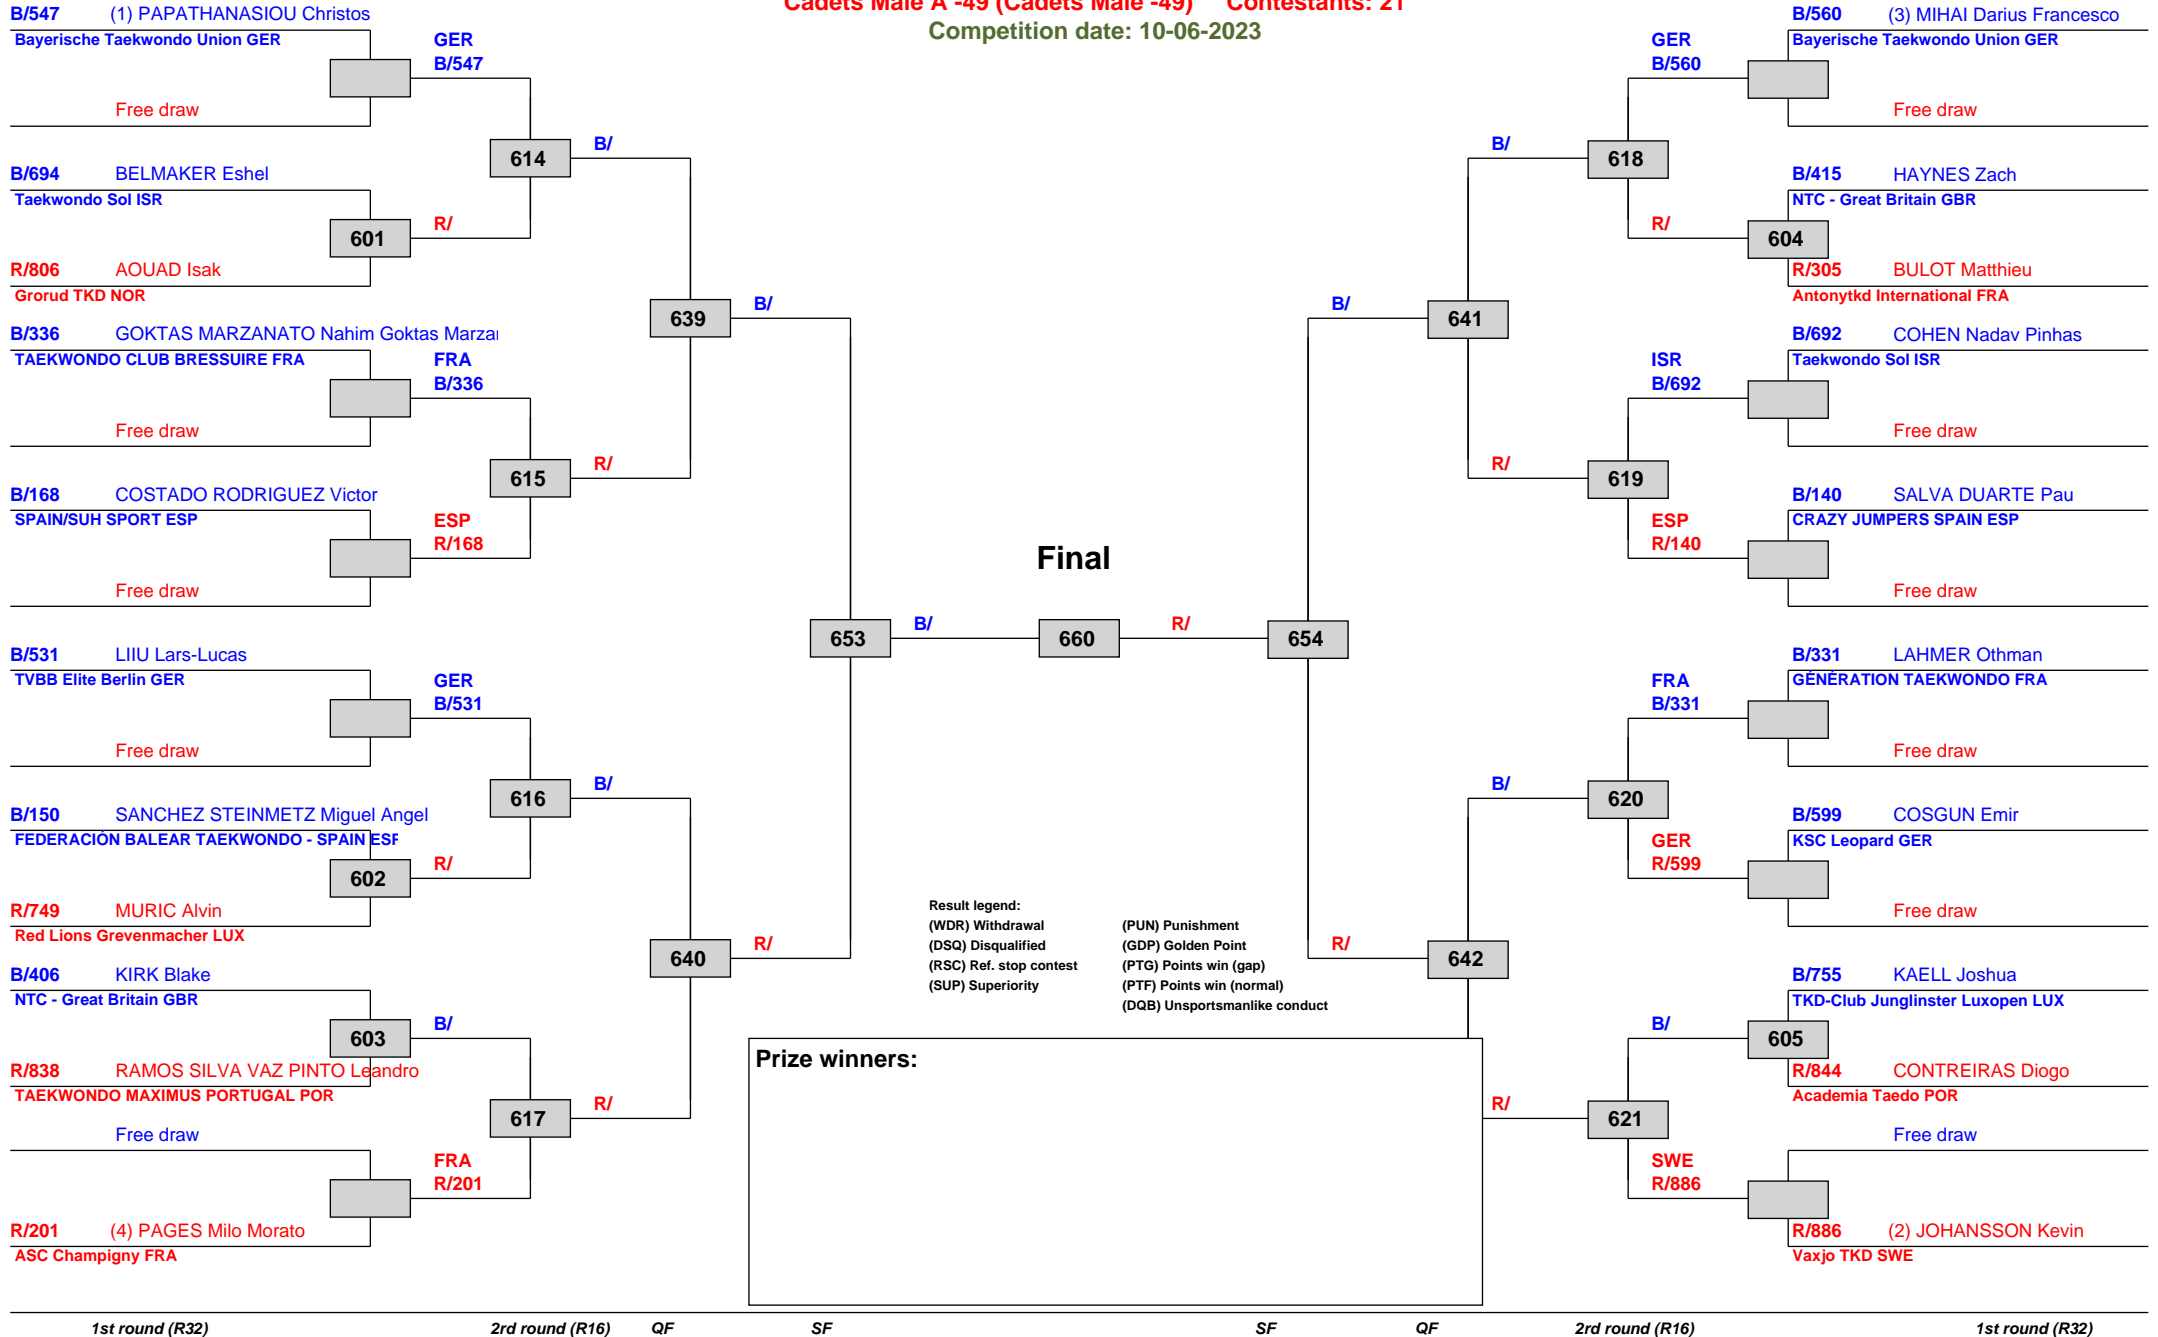 Cadets Male A -49 (Cadets Male -49) Contestants: 21
Competition date: 10-06-2023
B/547 (1) PAPATHANASIOU Christos
Bayerische Taekwondo Union GER
Free draw
GER
B/547
B/694 BELMAKER Eshel
Taekwondo Sol ISR
601
R/
R/806 AOUAD Isak
Grorud TKD NOR
614
B/
B/336 GOKTAS MARZANATO Nahim Goktas Marza
TAEKWONDO CLUB BRESSUIRE FRA
Free draw
FRA
B/336
B/168 COSTADO RODRIGUEZ Victor
SPAIN/SUH SPORT ESP
Free draw
ESP
R/168
615
R/
639
B/
B/531 LIIU Lars-Lucas
TVBB Elite Berlin GER
Free draw
GER
B/531
B/150 SANCHEZ STEINMETZ Miguel Angel
FEDERACIÓN BALEAR TAEKWONDO - SPAIN ESP
602
R/
R/749 MURIC Alvin
Red Lions Grevenmacher LUX
616
B/
B/406 KIRK Blake
NTC - Great Britain GBR
603
B/
R/838 RAMOS SILVA VAZ PINTO Leandro
TAEKWONDO MAXIMUS PORTUGAL POR
Free draw
FRA
R/201
R/201 (4) PAGES Milo Morato
ASC Champigny FRA
617
R/
640
R/
653
B/
Final
660
R/
654
B/560 (3) MIHAI Darius Francesco
Bayerische Taekwondo Union GER
Free draw
GER
B/560
B/415 HAYNES Zach
NTC - Great Britain GBR
604
R/
R/305 BULOT Matthieu
Antonytkd International FRA
618
B/
B/692 COHEN Nadav Pinhas
Taekwondo Sol ISR
Free draw
ISR
B/692
B/140 SALVA DUARTE Pau
CRAZY JUMPERS SPAIN ESP
Free draw
ESP
R/140
619
R/
641
B/
B/331 LAHMER Othman
GÉNÉRATION TAEKWONDO FRA
Free draw
FRA
B/331
B/599 COSGUN Emir
KSC Leopard GER
Free draw
GER
R/599
620
B/
B/755 KAELL Joshua
TKD-Club Junglinster Luxopen LUX
605
B/
R/844 CONTREIRAS Diogo
Academia Taedo POR
Free draw
SWE
R/886
R/886 (2) JOHANSSON Kevin
Vaxjo TKD SWE
621
R/
642
R/
Result legend:
(WDR) Withdrawal (PUN) Punishment
(DSQ) Disqualified (GDP) Golden Point
(RSC) Ref. stop contest (PTG) Points win (gap)
(SUP) Superiority (PTF) Points win (normal)
(DQB) Unsportsmanlike conduct
Prize winners:
1st round (R32) 2rd round (R16) QF SF SF QF 2rd round (R16) 1st round (R32)